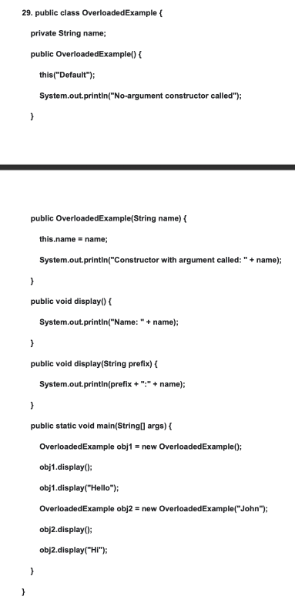 29. public class OverloadedExample {
private String name;
public OverloadedExample() {
this("Default");
System.out.println("No-argument constructor called");
}
public OverloadedExample(String name) {
this.name = name;
System.out.println("Constructor with argument called: " + name);
}
public void display() {
System.out.println("Name: " + name);
}
public void display(String prefix) {
System.out.println(prefix + ":" + name);
}
public static void main(String[] args) {
OverloadedExample obj1 = new OverloadedExample();
obj1.display();
obj1.display("Hello");
OverloadedExample obj2 = new OverloadedExample("John");
obj2.display();
obj2.display("Hi");
}
}